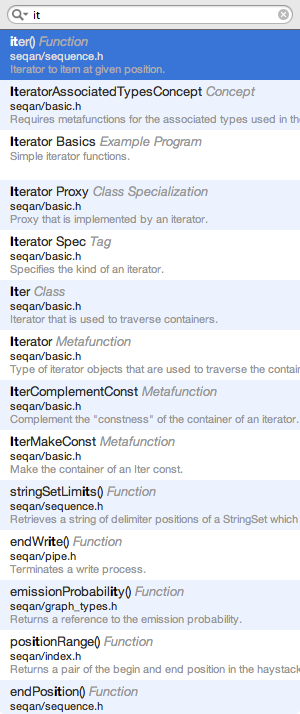 it
iter() Function
seqan/sequence.h
Iterator to item at given position.
IteratorAssociatedTypesConcept Concept
seqan/basic.h
Requires metafunctions for the associated types used in the
Iterator Basics Example Program
Simple iterator functions.
Iterator Proxy Class Specialization
seqan/basic.h
Proxy that is implemented by an iterator.
Iterator Spec Tag
seqan/basic.h
Specifies the kind of an iterator.
Iter Class
seqan/basic.h
Iterator that is used to traverse containers.
Iterator Metafunction
seqan/basic.h
Type of iterator objects that are used to traverse the contain
IterComplementConst Metafunction
seqan/basic.h
Complement the "constness" of the container of an iterator.
IterMakeConst Metafunction
seqan/basic.h
Make the container of an Iter const.
stringSetLimits() Function
seqan/sequence.h
Retrieves a string of delimiter positions of a StringSet which
endWrite() Function
seqan/pipe.h
Terminates a write process.
emissionProbability() Function
seqan/graph_types.h
Returns a reference to the emission probability.
positionRange() Function
seqan/index.h
Returns a pair of the begin and end position in the haystack
endPosition() Function
seqan/sequence.h